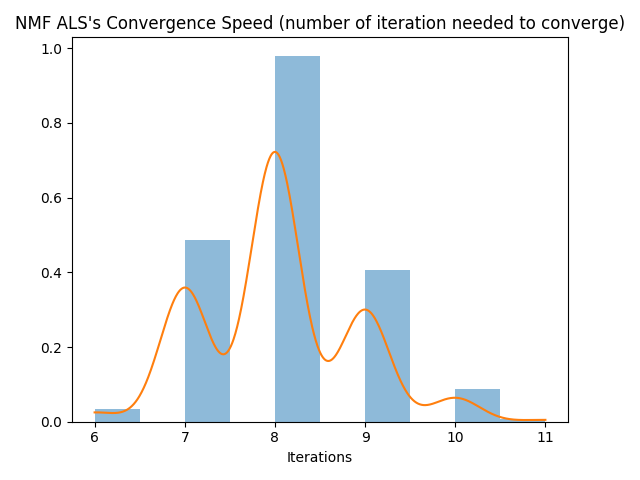 NMF ALS's Convergence Speed (number of iteration needed to converge)
1.0
0.8
0.6
0.4
0.2
0.0
6 7 8 9 10 11
Iterations